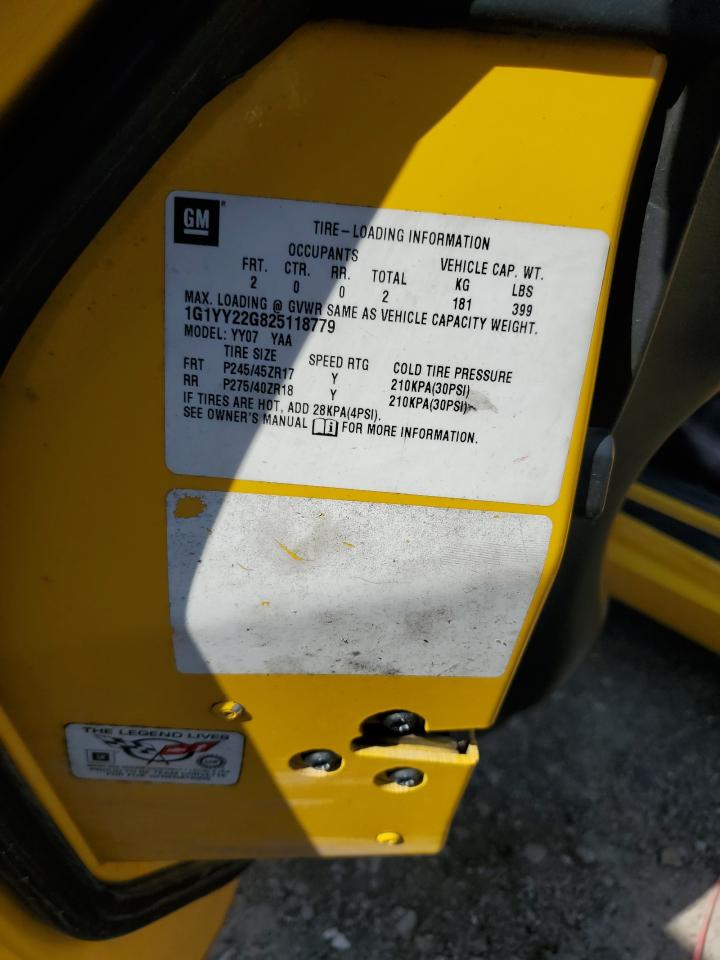 GM
TIRE-LOADING INFORMATION
OCCUPANTS VEHICLE CAP. WT.
FRT. CTR. RR. TOTAL KG LBS
2 0 0 2 181 399
MAX. LOADING @ GVWR SAME AS VEHICLE CAPACITY WEIGHT.
1G1YY22G825118779
MODEL: YY07 YAA
TIRE SIZE SPEED RTG COLD TIRE PRESSURE
FRT P245/45ZR17 Y 210KPA(30PSI)
RR P275/40ZR18 Y 210KPA(30PSI)
IF TIRES ARE HOT, ADD 28KPA(4PSI).
SEE OWNER'S MANUAL FOR MORE INFORMATION.
THE LEGEND LIVES